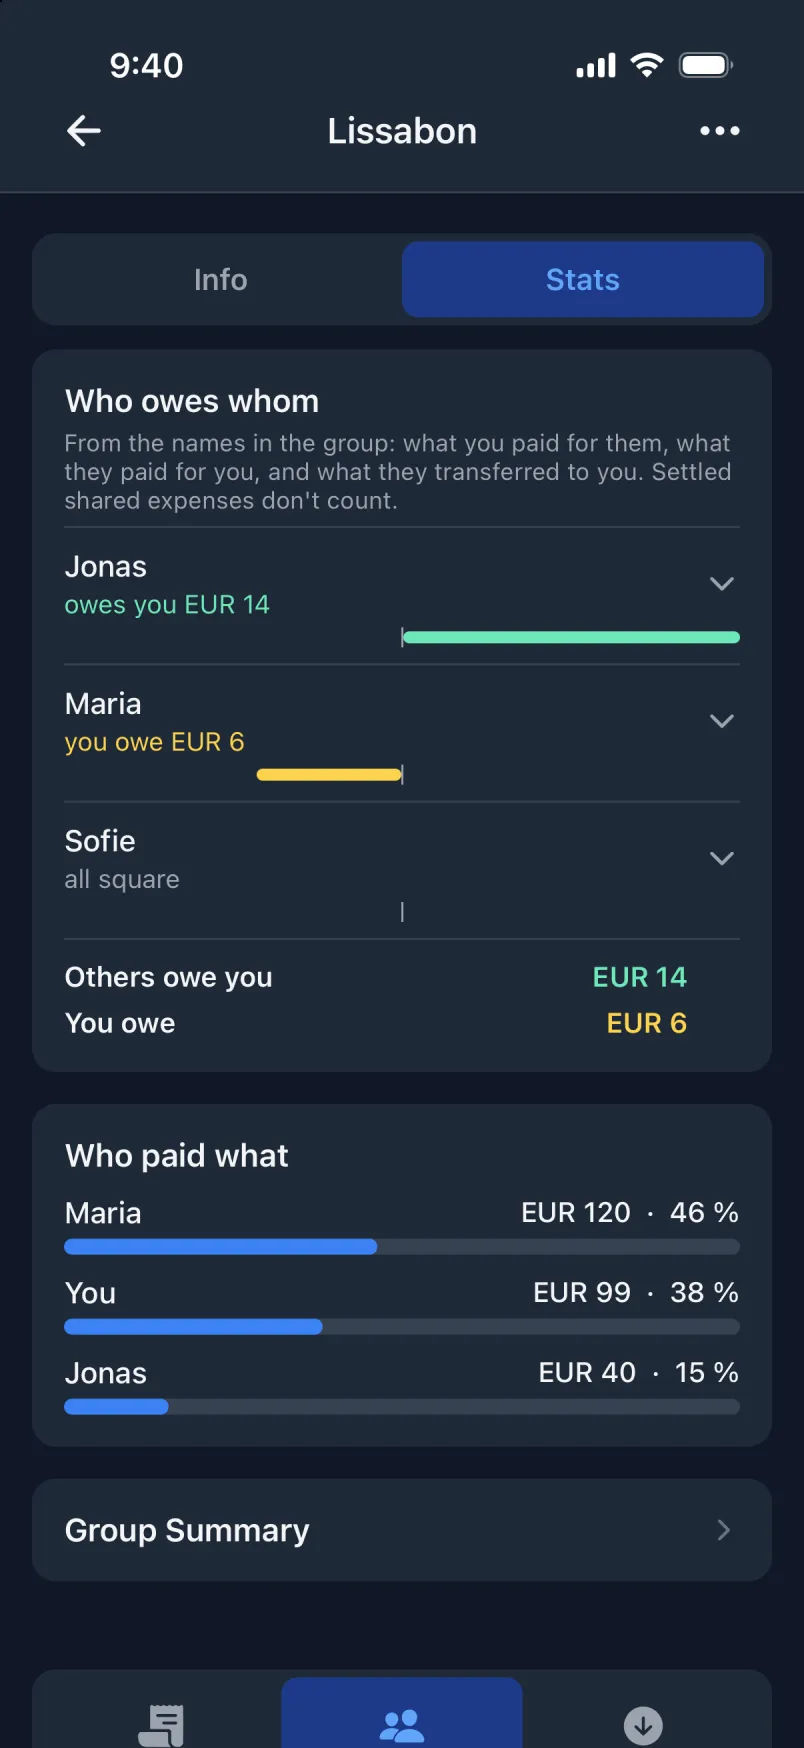 9:40
Lissabon
Info
Stats
Who owes whom
From the names in the group: what you paid for them, what
they paid for you, and what they transferred to you. Settled
shared expenses don't count.
Jonas
owes you EUR 14
Maria
you owe EUR 6
Sofie
all square
Others owe you EUR 14
You owe EUR 6
Who paid what
Maria EUR 120 · 46 %
You EUR 99 · 38 %
Jonas EUR 40 · 15 %
Group Summary